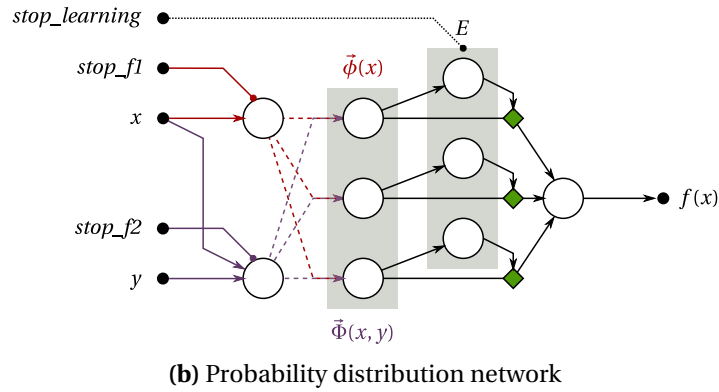 stop_learning
E
stop_f1
ϕ⃗(x)
x
f(x)
stop_f2
y
Φ⃗(x, y)
(b) Probability distribution network